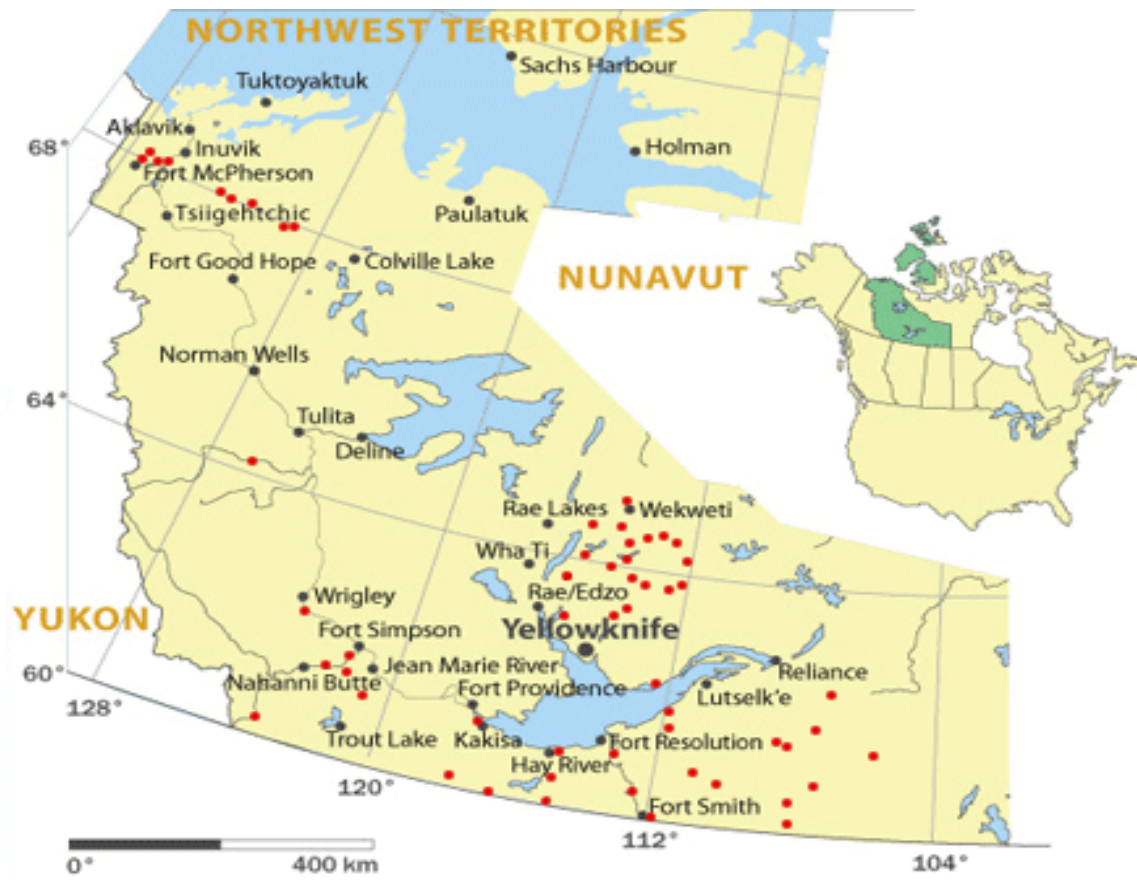 NORTHWEST TERRITORIES
Sachs Harbour
Tuktoyaktuk
Aklavik
68°
Inuvik
Holman
Fort McPherson
Tsiigehtchic
Paulatuk
Fort Good Hope
Colville Lake
NUNAVUT
Norman Wells
64°
Tulita
Deline
Rae Lakes
Wekweti
Wha Ti
Rae/Edzo
Wrigley
YUKON
Fort Simpson
Yellowknife
60°
Jean Marie River
Reliance
Nahanni Butte
Fort Providence
Lutselk'e
128°
Trout Lake
Kakisa
Fort Resolution
Hay River
120°
Fort Smith
112°
104°
0°
400 km